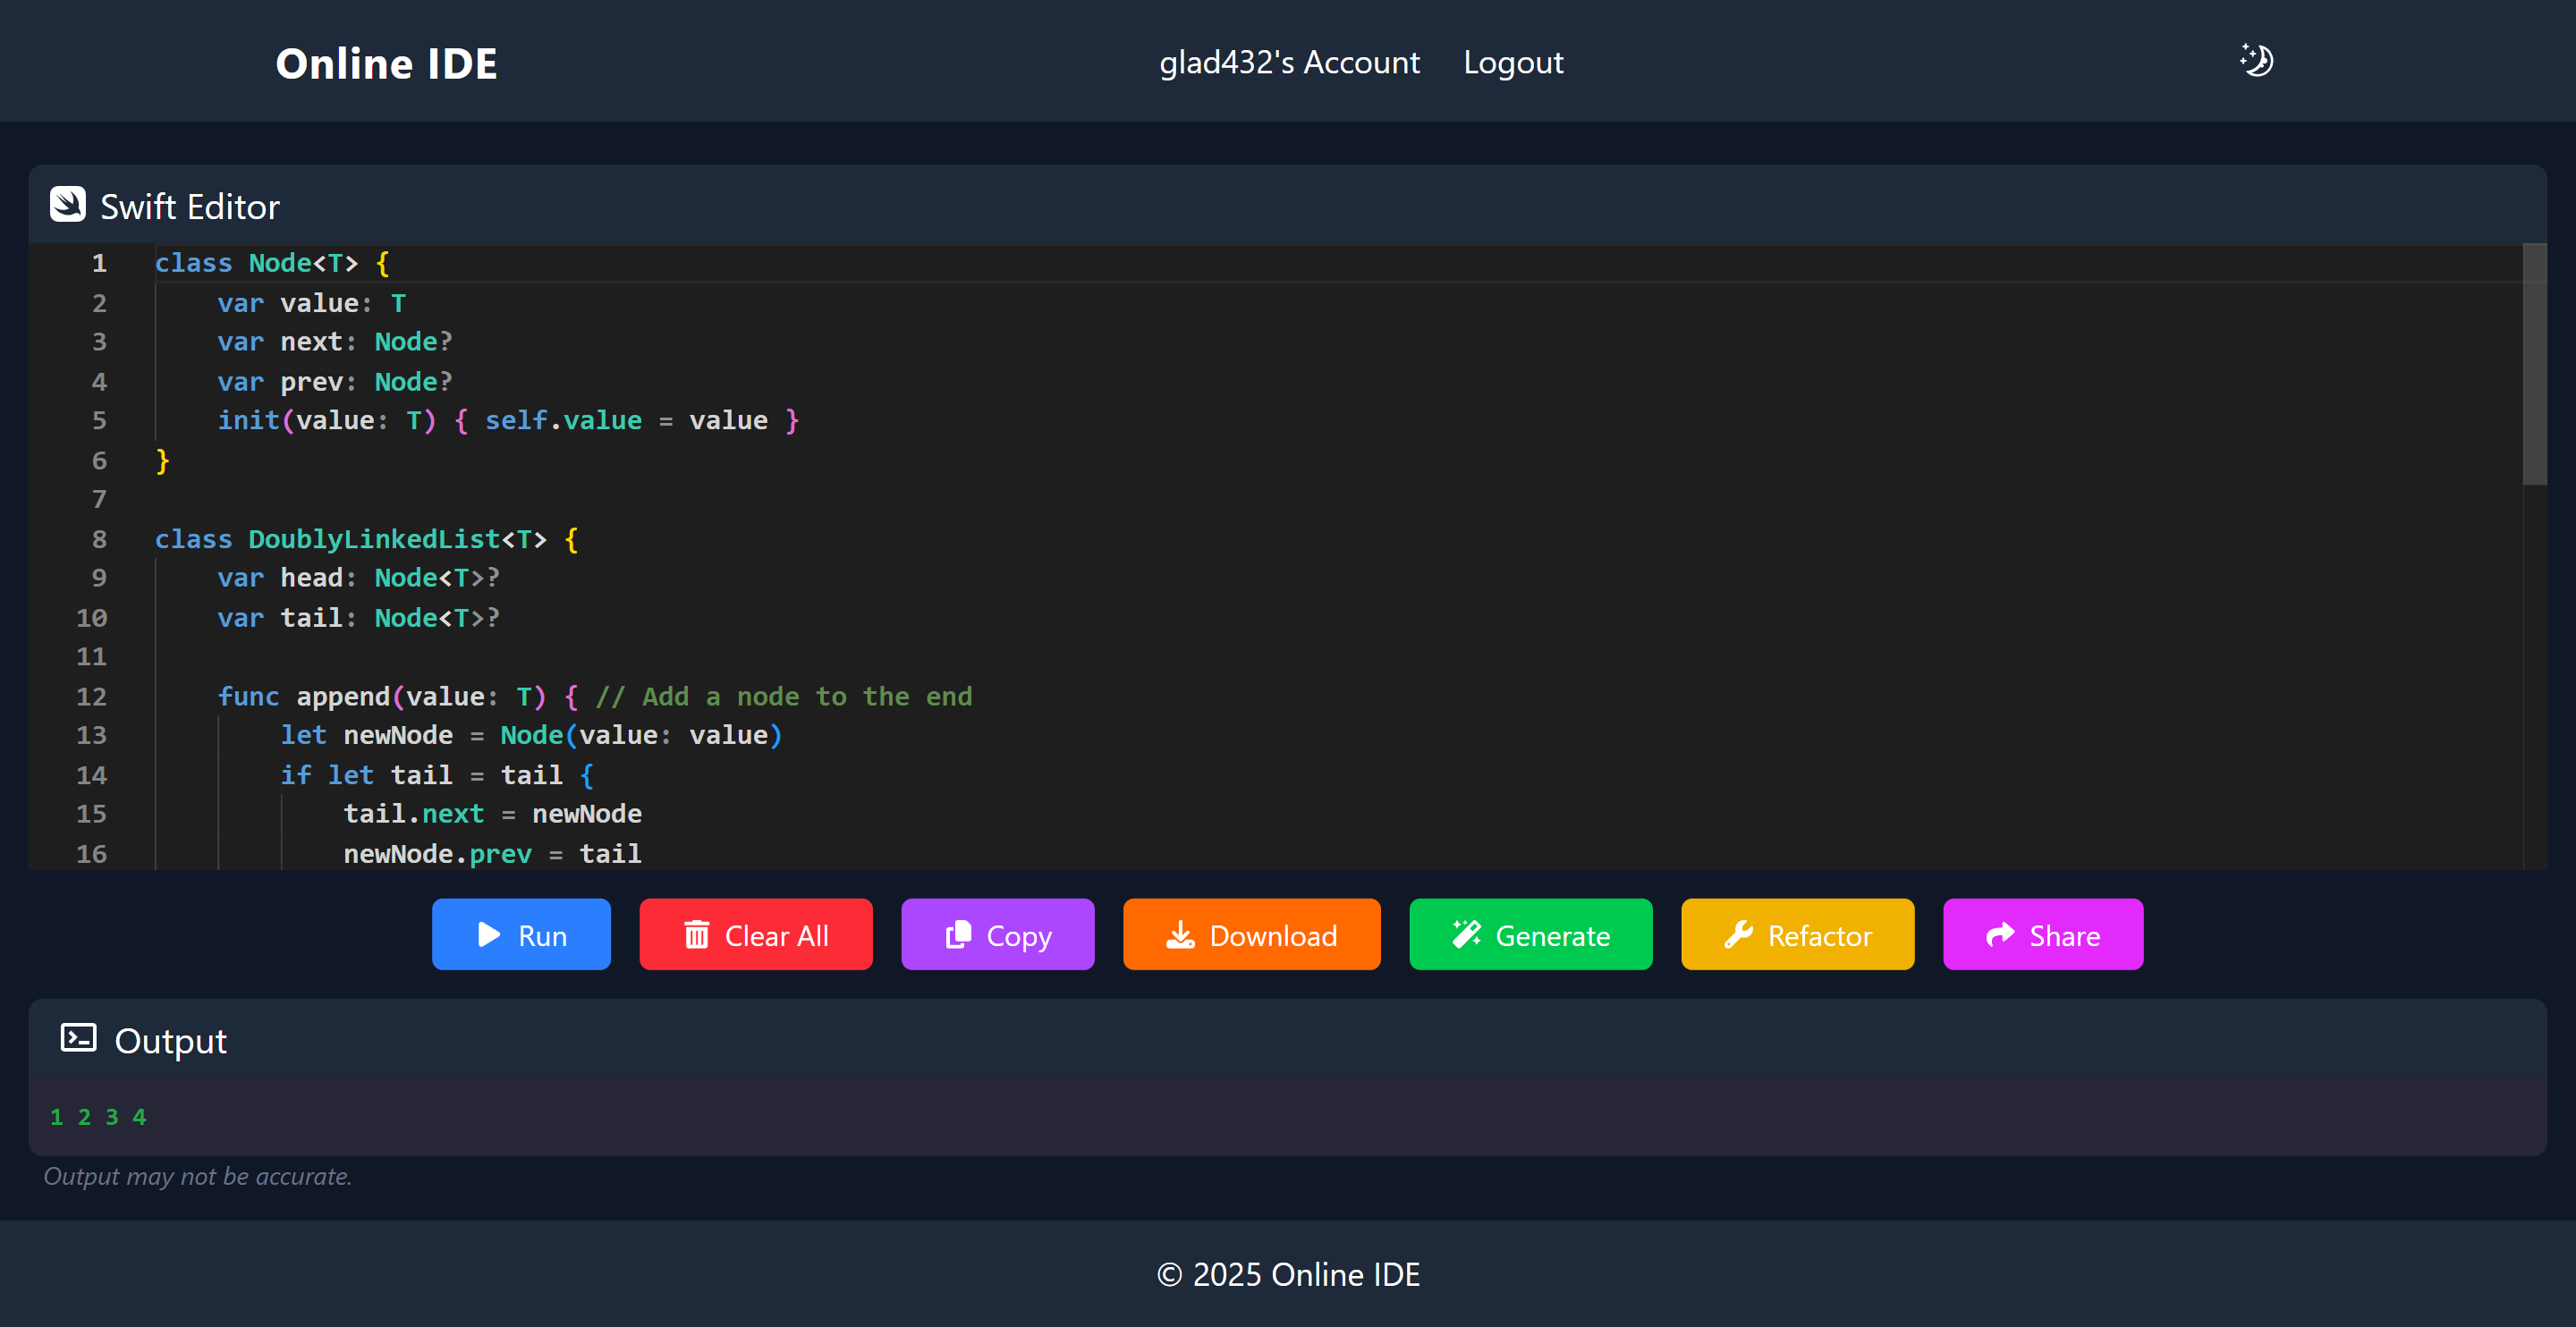 Online IDE
glad432's Account Logout
Swift Editor
1 class Node<T> {
2     var value: T
3     var next: Node?
4     var prev: Node?
5     init(value: T) { self.value = value }
6 }
7
8 class DoublyLinkedList<T> {
9     var head: Node<T>?
10     var tail: Node<T>?
11
12     func append(value: T) { // Add a node to the end
13         let newNode = Node(value: value)
14         if let tail = tail {
15             tail.next = newNode
16             newNode.prev = tail
Run Clear All Copy Download Generate Refactor Share
Output
1 2 3 4
Output may not be accurate.
© 2025 Online IDE